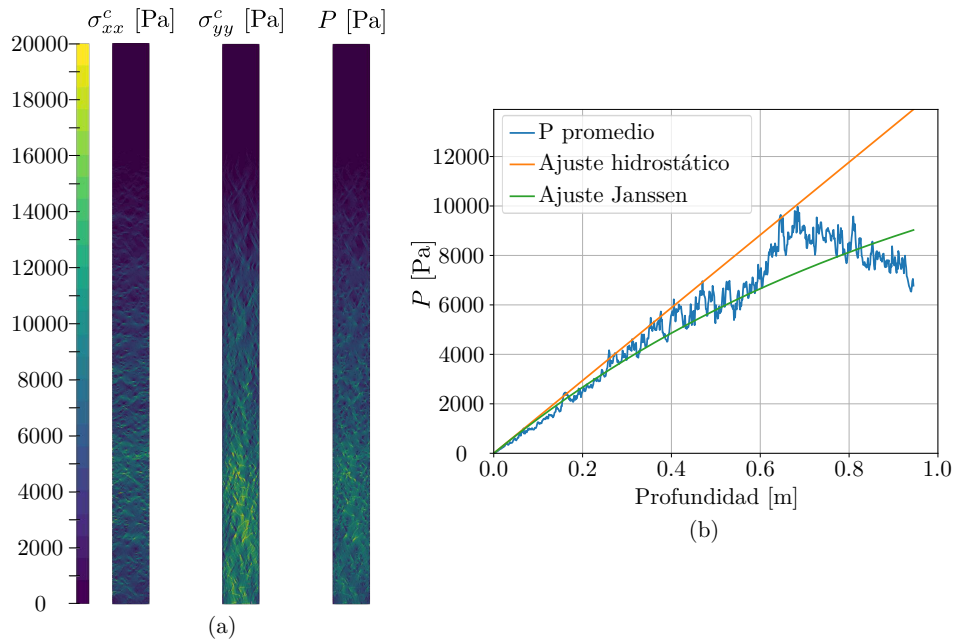 σ_xx^c [Pa] σ_yy^c [Pa] P [Pa]
20000
18000
16000
14000
12000
10000
8000
6000
4000
2000
0
(a)
P promedio
Ajuste hidrostático
Ajuste Janssen
P [Pa]
12000
10000
8000
6000
4000
2000
0
0.0 0.2 0.4 0.6 0.8 1.0
Profundidad [m]
(b)